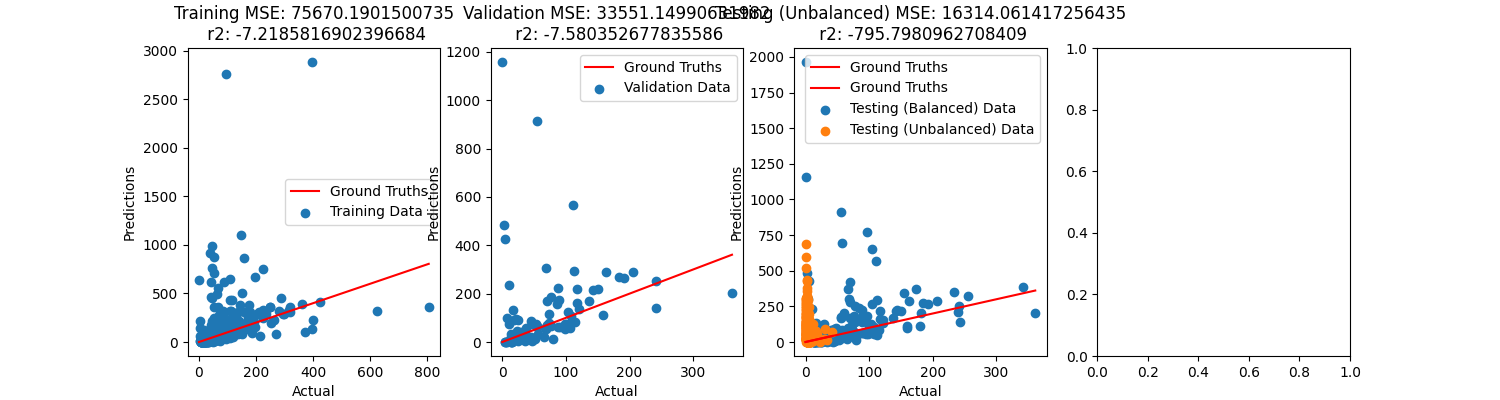 Training MSE: 75670.1901500735
r2: -7.2185816902396684
3000
2500
2000
1500
1000
500
0
Predictions
Ground Truths
Training Data
0 200 400 600 800
Actual
Validation MSE:
r2: -7.580352677835586
1200
1000
800
600
400
200
0
Predictions
Ground Truths
Validation Data
0 100 200 300
Actual
(Unbalanced) MSE: 16314.061417256435
r2: -795.7980962708409
2000
1750
1500
1250
1000
750
500
250
0
Predictions
Ground Truths
Ground Truths
Testing (Balanced) Data
Testing (Unbalanced) Data
0 100 200 300
Actual
1.0
0.8
0.6
0.4
0.2
0.0
0.0 0.2 0.4 0.6 0.8 1.0